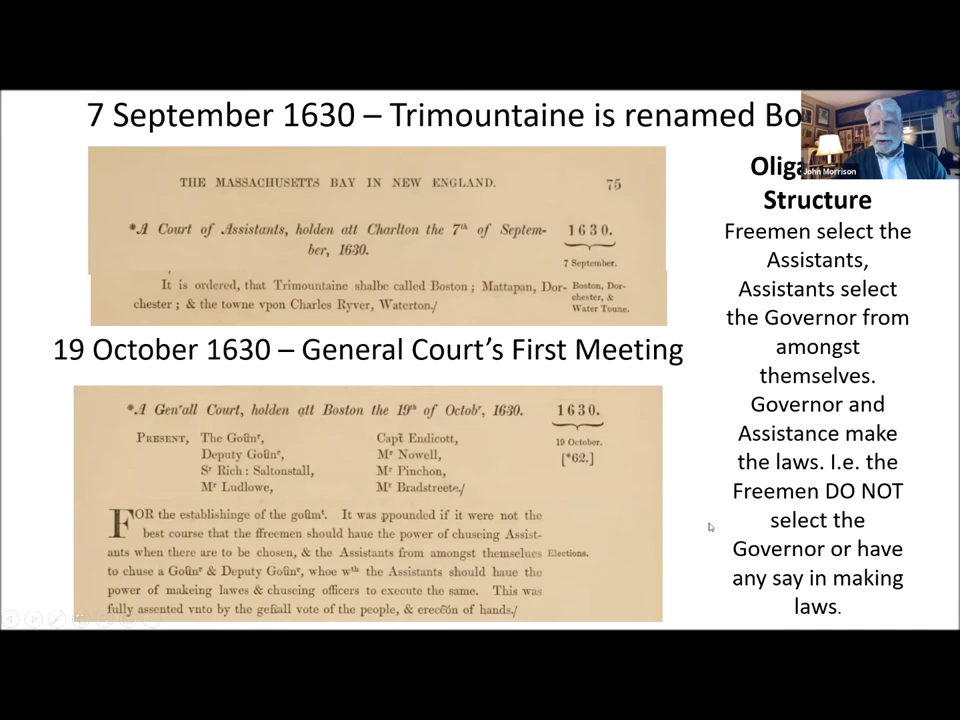 7 September 1630 – Trimountaine is renamed Bo
John Morrison
THE MASSACHUSETTS BAY IN NEW ENGLAND. 75
*A Court of Assistants, holden att Charlton the 7th of Septem-
ber, 1630.
1630.
7 September.
It is ordered, that Trimountaine shalbe called Boston; Mattapan, Dor-
chester; & the towne vpon Charles Ryver, Waterton./
Boston, Dor-
chester, &
Water Toune.
19 October 1630 – General Court's First Meeting
*A Genrall Court, holden att Boston the 19th of Octobr, 1630.
1630.
19 October.
[*62.]
PRESENT, The Goũnr, Capt̃ Endicott,
Deputy Goũnr, Mr Nowell,
Sr Rich: Saltonstall, Mr Pinchon,
Mr Ludlowe, Mr Bradstreete./
FOR the establishinge of the goũmt. It was ppounded if it were not the
best course that the ffreemen should haue the power of chuseing Assist-
ants when there are to be chosen, & the Assistants from amongst themselues
Elections.
to chuse a Goũnr & Deputy Goũnr, whoe wth the Assistants should haue the
power of makeing lawes & chuseing officers to execute the same. This was
fully assented vnto by the geñall vote of the people, & erecc̃õn of hands./
Olig
Structure
Freemen select the
Assistants,
Assistants select
the Governor from
amongst
themselves.
Governor and
Assistance make
the laws. I.e. the
Freemen DO NOT
select the
Governor or have
any say in making
laws.